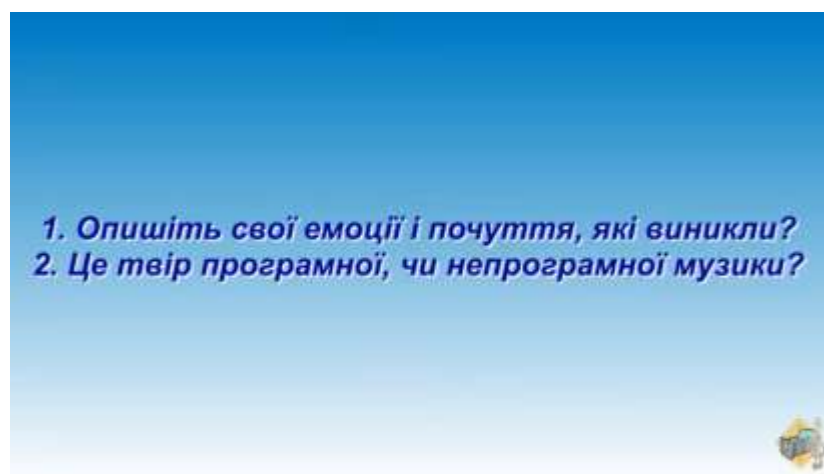 1. Опишіть свої емоції і почуття, які виникли?
2. Це твір програмної, чи непрограмної музики?